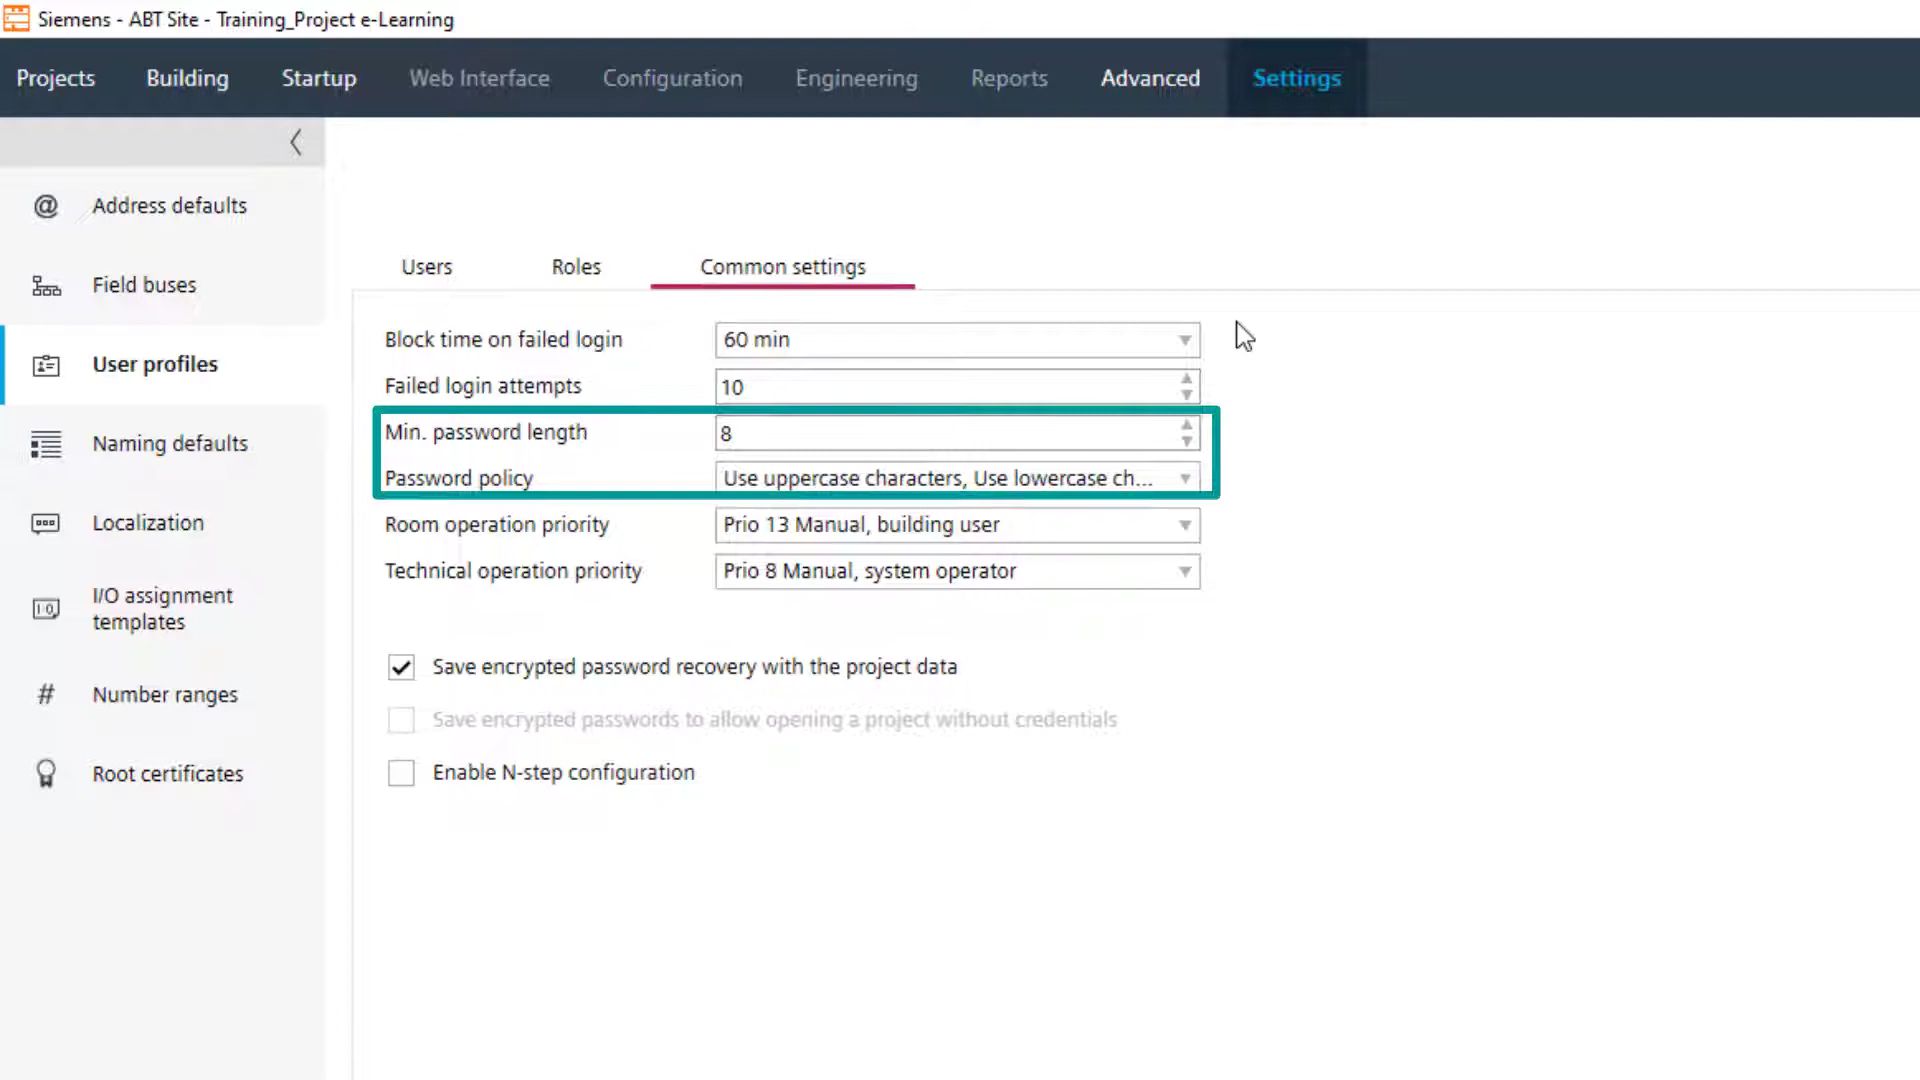 Siemens - ABT Site - Training_Project e-Learning
Projects Building Startup Web Interface Configuration Engineering Reports Advanced Settings
Address defaults
Field buses
User profiles
Naming defaults
Localization
I/O assignment
templates
Number ranges
Root certificates
Users Roles Common settings
Block time on failed login 60 min
Failed login attempts 10
Min. password length 8
Password policy Use uppercase characters, Use lowercase ch...
Room operation priority Prio 13 Manual, building user
Technical operation priority Prio 8 Manual, system operator
Save encrypted password recovery with the project data
Save encrypted passwords to allow opening a project without credentials
Enable N-step configuration